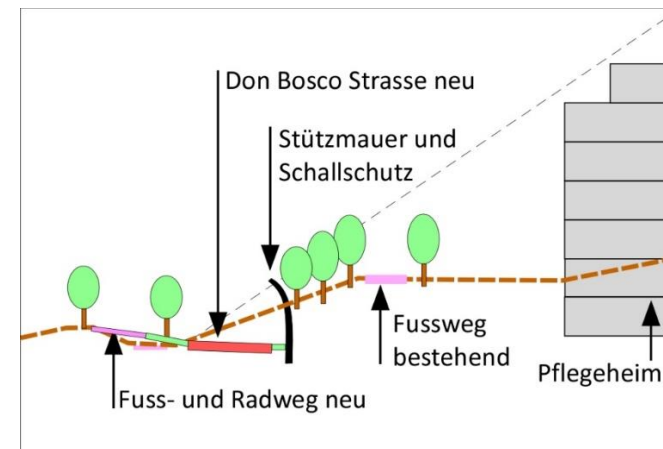 Don Bosco Strasse neu
Stützmauer und
Schallschutz
Fussweg
bestehend
Pflegeheim
Fuss- und Radweg neu